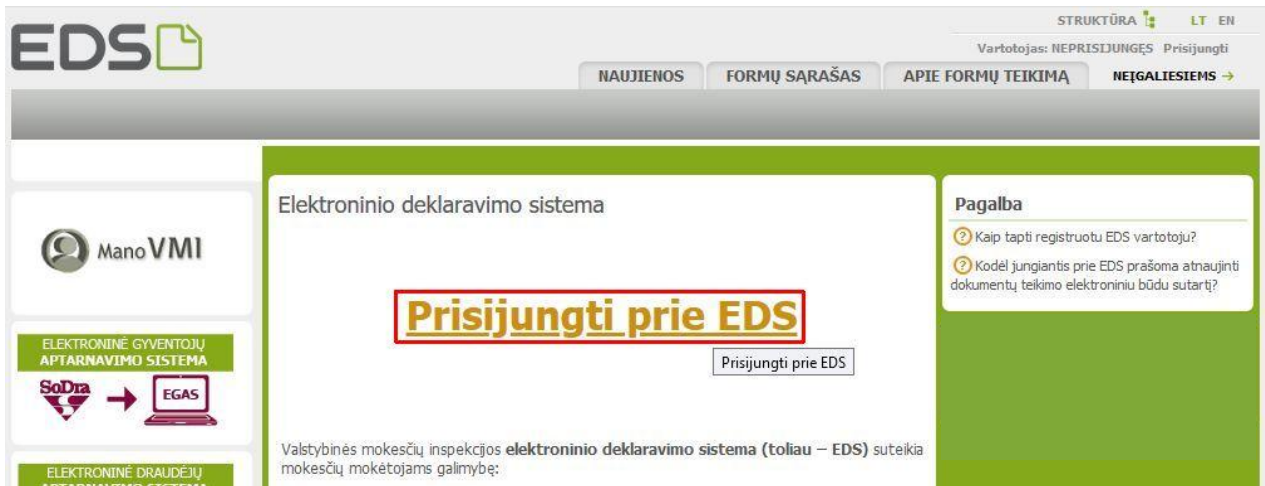 EDS
STRUKTŪRA LT EN
Vartotojas: NEPRISIJUNGĘS Prisijungti
NAUJIENOS FORMŲ SĄRAŠAS APIE FORMŲ TEIKIMĄ NEĮGALIESIEMS →
Mano VMI
ELEKTRONINĖ GYVENTOJŲ
APTARNAVIMO SISTEMA
SoDra → EGAS
ELEKTRONINĖ DRAUDĖJŲ
APTARNAVIMO SISTEMA
Elektroninio deklaravimo sistema
Prisijungti prie EDS
Prisijungti prie EDS
Valstybinės mokesčių inspekcijos elektroninio deklaravimo sistema (toliau – EDS) suteikia
mokesčių mokėtojams galimybę:
Pagalba
? Kaip tapti registruotu EDS vartotoju?
? Kodėl jungiantis prie EDS prašoma atnaujinti
dokumentų teikimo elektroniniu būdu sutartį?